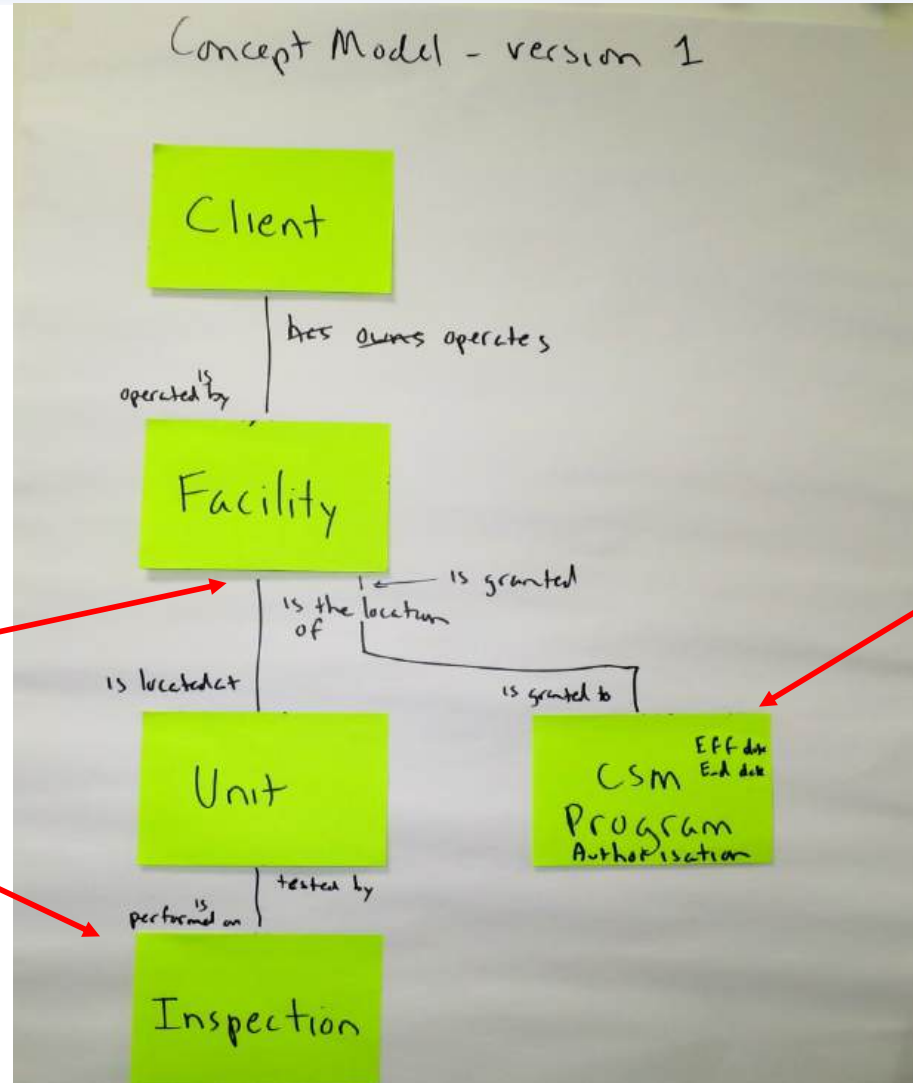 Concept Model - version 1
Client
has owns operates
is
operated by
Facility
is granted
is the location
of
is located at
is granted to
Unit
Eff date
End date
CSM
Program
Authorisation
tested by
is
performed on
Inspection